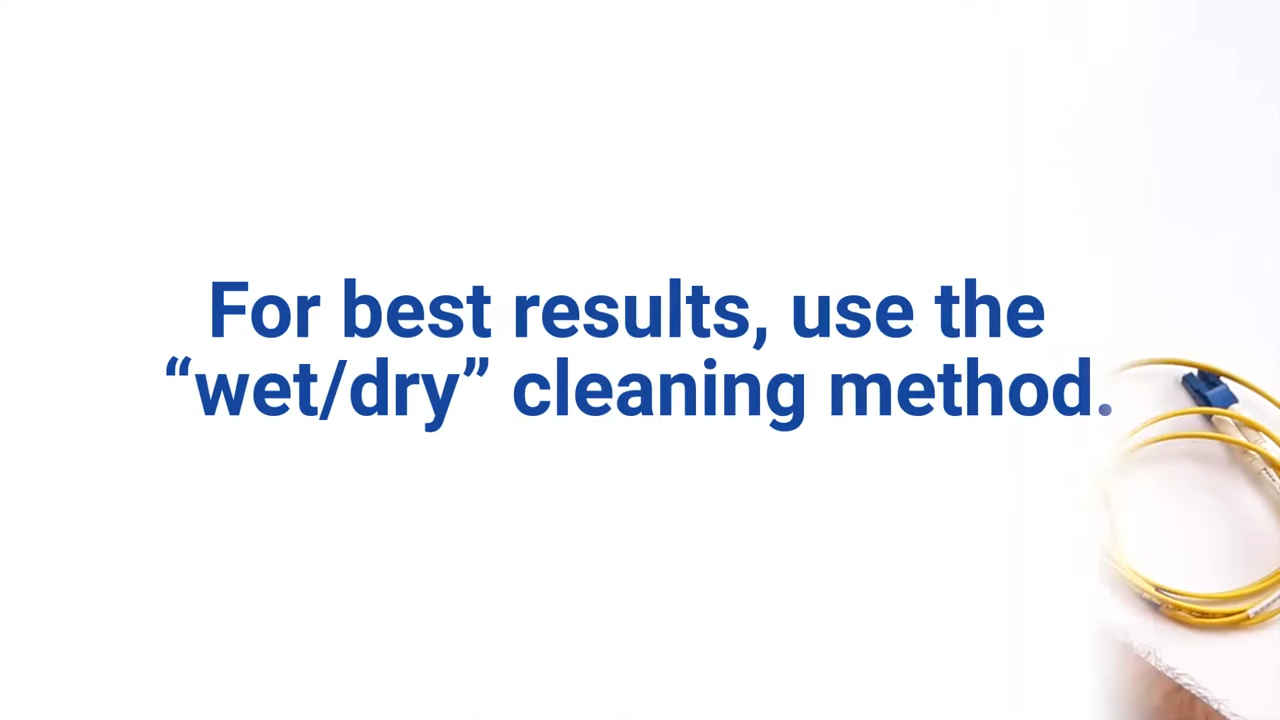 For best results, use the
“wet/dry” cleaning method.